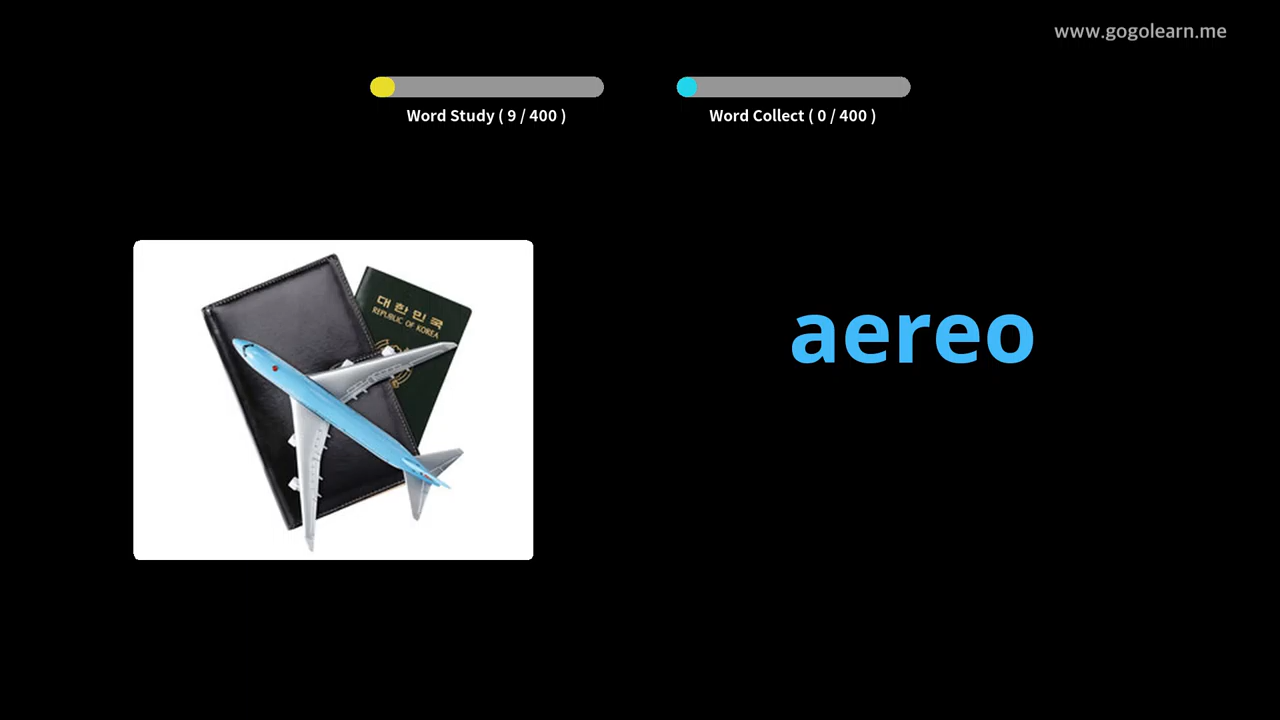 www.gogolearn.me
Word Study ( 9 / 400 )
Word Collect ( 0 / 400 )
aereo
대한민국
REPUBLIC OF KOREA